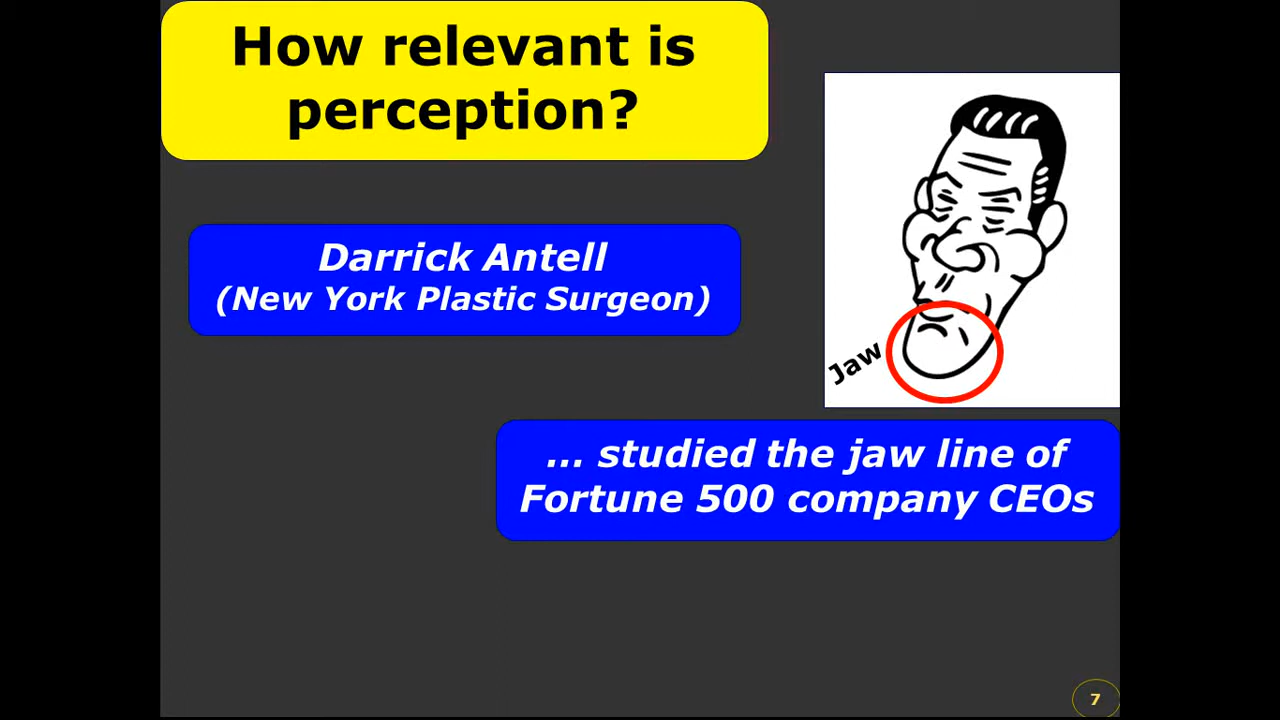 How relevant is
perception?
Darrick Antell
(New York Plastic Surgeon)
Jaw
... studied the jaw line of
Fortune 500 company CEOs
7